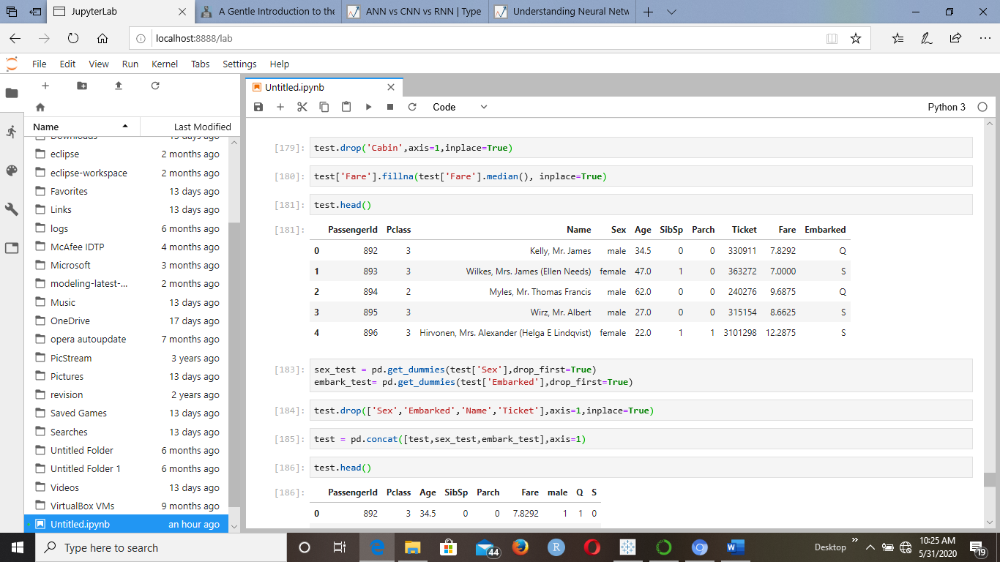 JupyterLab
A Gentle Introduction to the
ANN vs CNN vs RNN | Type
Understanding Neural Netw
localhost:8888/lab
File Edit View Run Kernel Tabs Settings Help
Untitled.ipynb
Code
Python 3
Name Last Modified
Downloads 13 days ago
eclipse 2 months ago
eclipse-workspace 2 months ago
Favorites 13 days ago
Links 13 days ago
logs 6 months ago
McAfee IDTP 4 months ago
Microsoft 3 months ago
modeling-latest-... 2 months ago
Music 13 days ago
OneDrive 17 days ago
opera autoupdate 7 months ago
PicStream 3 years ago
Pictures 13 days ago
revision 2 years ago
Saved Games 13 days ago
Searches 13 days ago
Untitled Folder 6 months ago
Untitled Folder 1 6 months ago
Videos 13 days ago
VirtualBox VMs 9 months ago
Untitled.ipynb an hour ago
[179]: test.drop('Cabin',axis=1,inplace=True)
[180]: test['Fare'].fillna(test['Fare'].median(), inplace=True)
[181]: test.head()
[181]: PassengerId Pclass Name Sex Age SibSp Parch Ticket Fare Embarked
0 892 3 Kelly, Mr. James male 34.5 0 0 330911 7.8292 Q
1 893 3 Wilkes, Mrs. James (Ellen Needs) female 47.0 1 0 363272 7.0000 S
2 894 2 Myles, Mr. Thomas Francis male 62.0 0 0 240276 9.6875 Q
3 895 3 Wirz, Mr. Albert male 27.0 0 0 315154 8.6625 S
4 896 3 Hirvonen, Mrs. Alexander (Helga E Lindqvist) female 22.0 1 1 3101298 12.2875 S
[183]: sex_test = pd.get_dummies(test['Sex'],drop_first=True)
embark_test= pd.get_dummies(test['Embarked'],drop_first=True)
[184]: test.drop(['Sex','Embarked','Name','Ticket'],axis=1,inplace=True)
[185]: test = pd.concat([test,sex_test,embark_test],axis=1)
[186]: test.head()
[186]: PassengerId Pclass Age SibSp Parch Fare male Q S
0 892 3 34.5 0 0 7.8292 1 1 0
Type here to search
44
R
Desktop
10:25 AM
5/31/2020
19